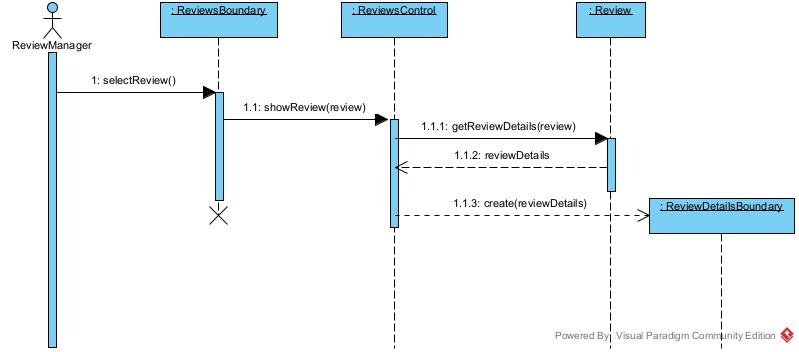 : ReviewsBoundary
: ReviewsControl
: Review
ReviewManager
1: selectReview()
1.1: showReview(review)
1.1.1: getReviewDetails(review)
1.1.2: reviewDetails
1.1.3: create(reviewDetails)
: ReviewDetailsBoundary
Powered By: Visual Paradigm Community Edition